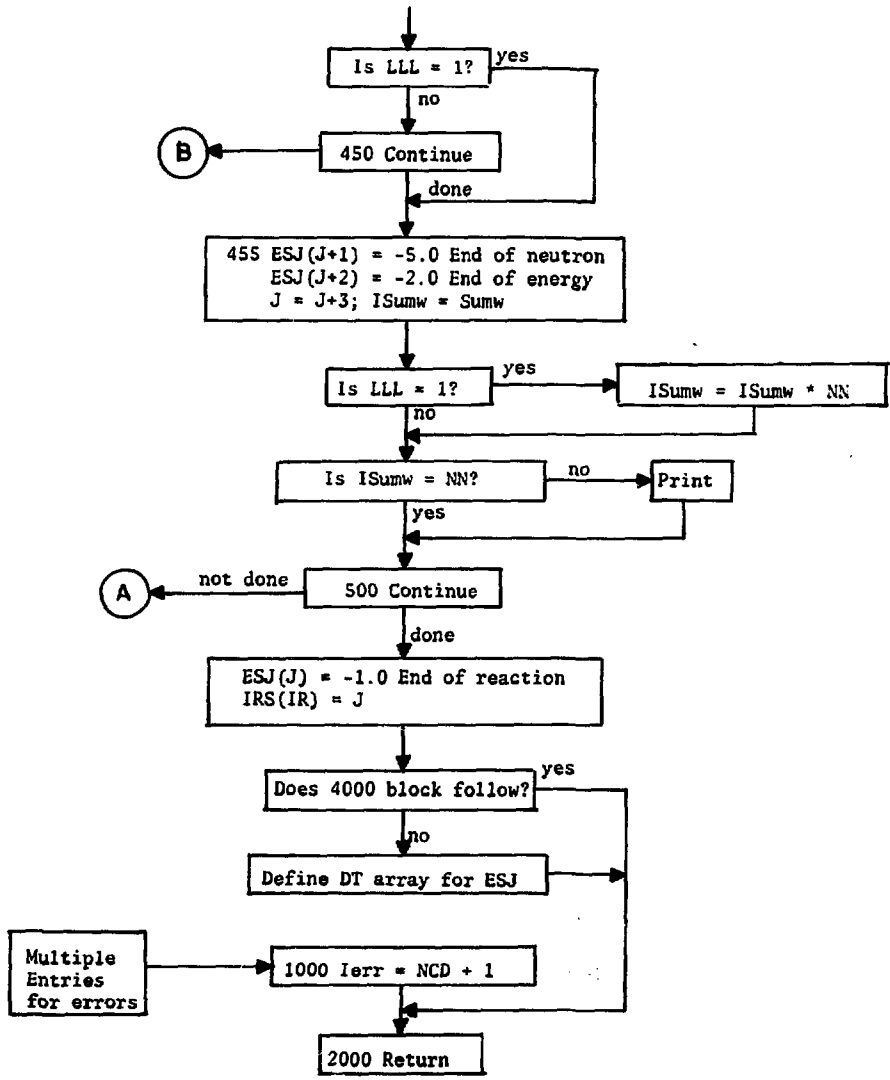 Is LLL = 1?
yes
no
450 Continue
B
done
455 ESJ(J+1) = -5.0 End of neutron
ESJ(J+2) = -2.0 End of energy
J = J+3; ISumw = Sumw
Is LLL = 1?
yes
ISumw = ISumw * NN
no
Is ISumw = NN?
no
Print
yes
A
not done
500 Continue
done
ESJ(J) = -1.0 End of reaction
IRS(IR) = J
Does 4000 block follow?
yes
no
Define DT array for ESJ
Multiple
Entries
for errors
1000 Ierr = NCD + 1
2000 Return